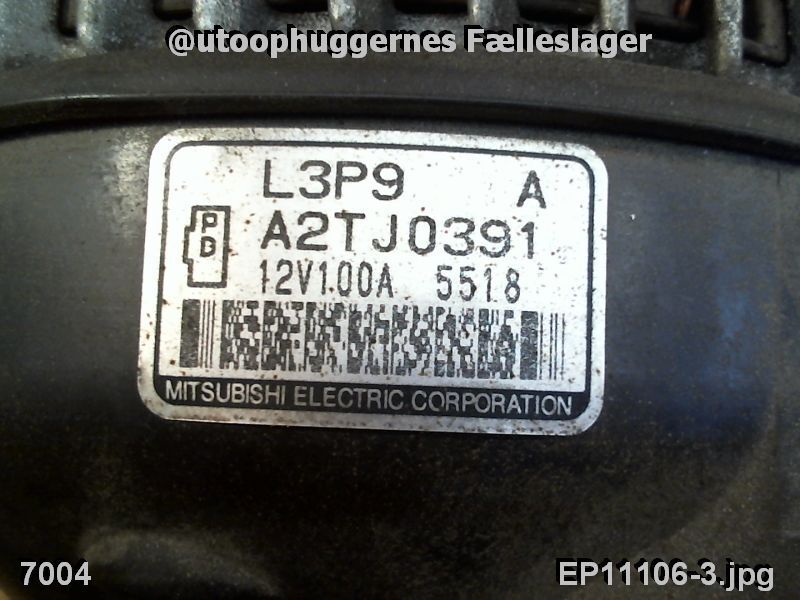 @utoophuggernes Fælleslager
L3P9 A
P
D
A2TJ0391
12V100A 5518
MITSUBISHI ELECTRIC CORPORATION
7004 EP11106-3.jpg